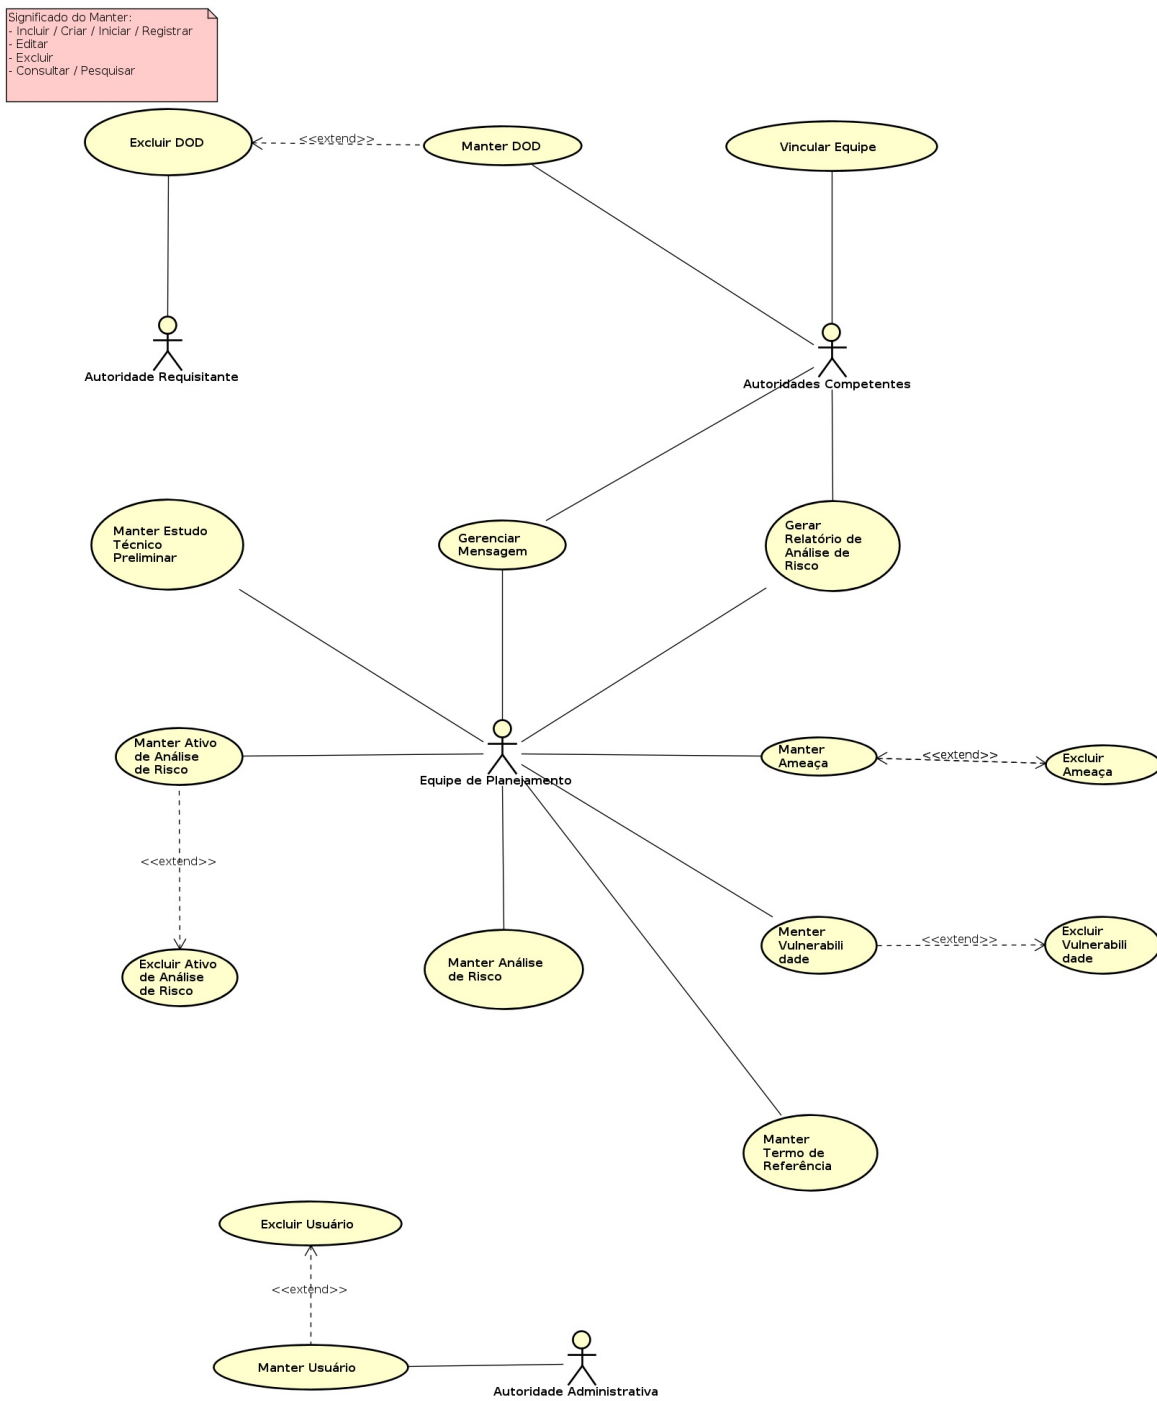 Significado do Manter:
- Incluir / Criar / Iniciar / Registrar
- Editar
- Excluir
- Consultar / Pesquisar
Excluir DOD
<<extend>>
Manter DOD
Vincular Equipe
Autoridade Requisitante
Autoridades Competentes
Manter Estudo
Técnico
Preliminar
Gerenciar
Mensagem
Gerar
Relatório de
Análise de
Risco
Manter Ativo
de Análise
de Risco
Equipe de Planejamento
Manter
Ameaça
<<extend>>
Excluir
Ameaça
<<extend>>
Excluir Ativo
de Análise
de Risco
Manter Análise
de Risco
Menter
Vulnerabili
dade
<<extend>>
Excluir
Vulnerabili
dade
Manter
Termo de
Referência
Excluir Usuário
<<extend>>
Manter Usuário
Autoridade Administrativa